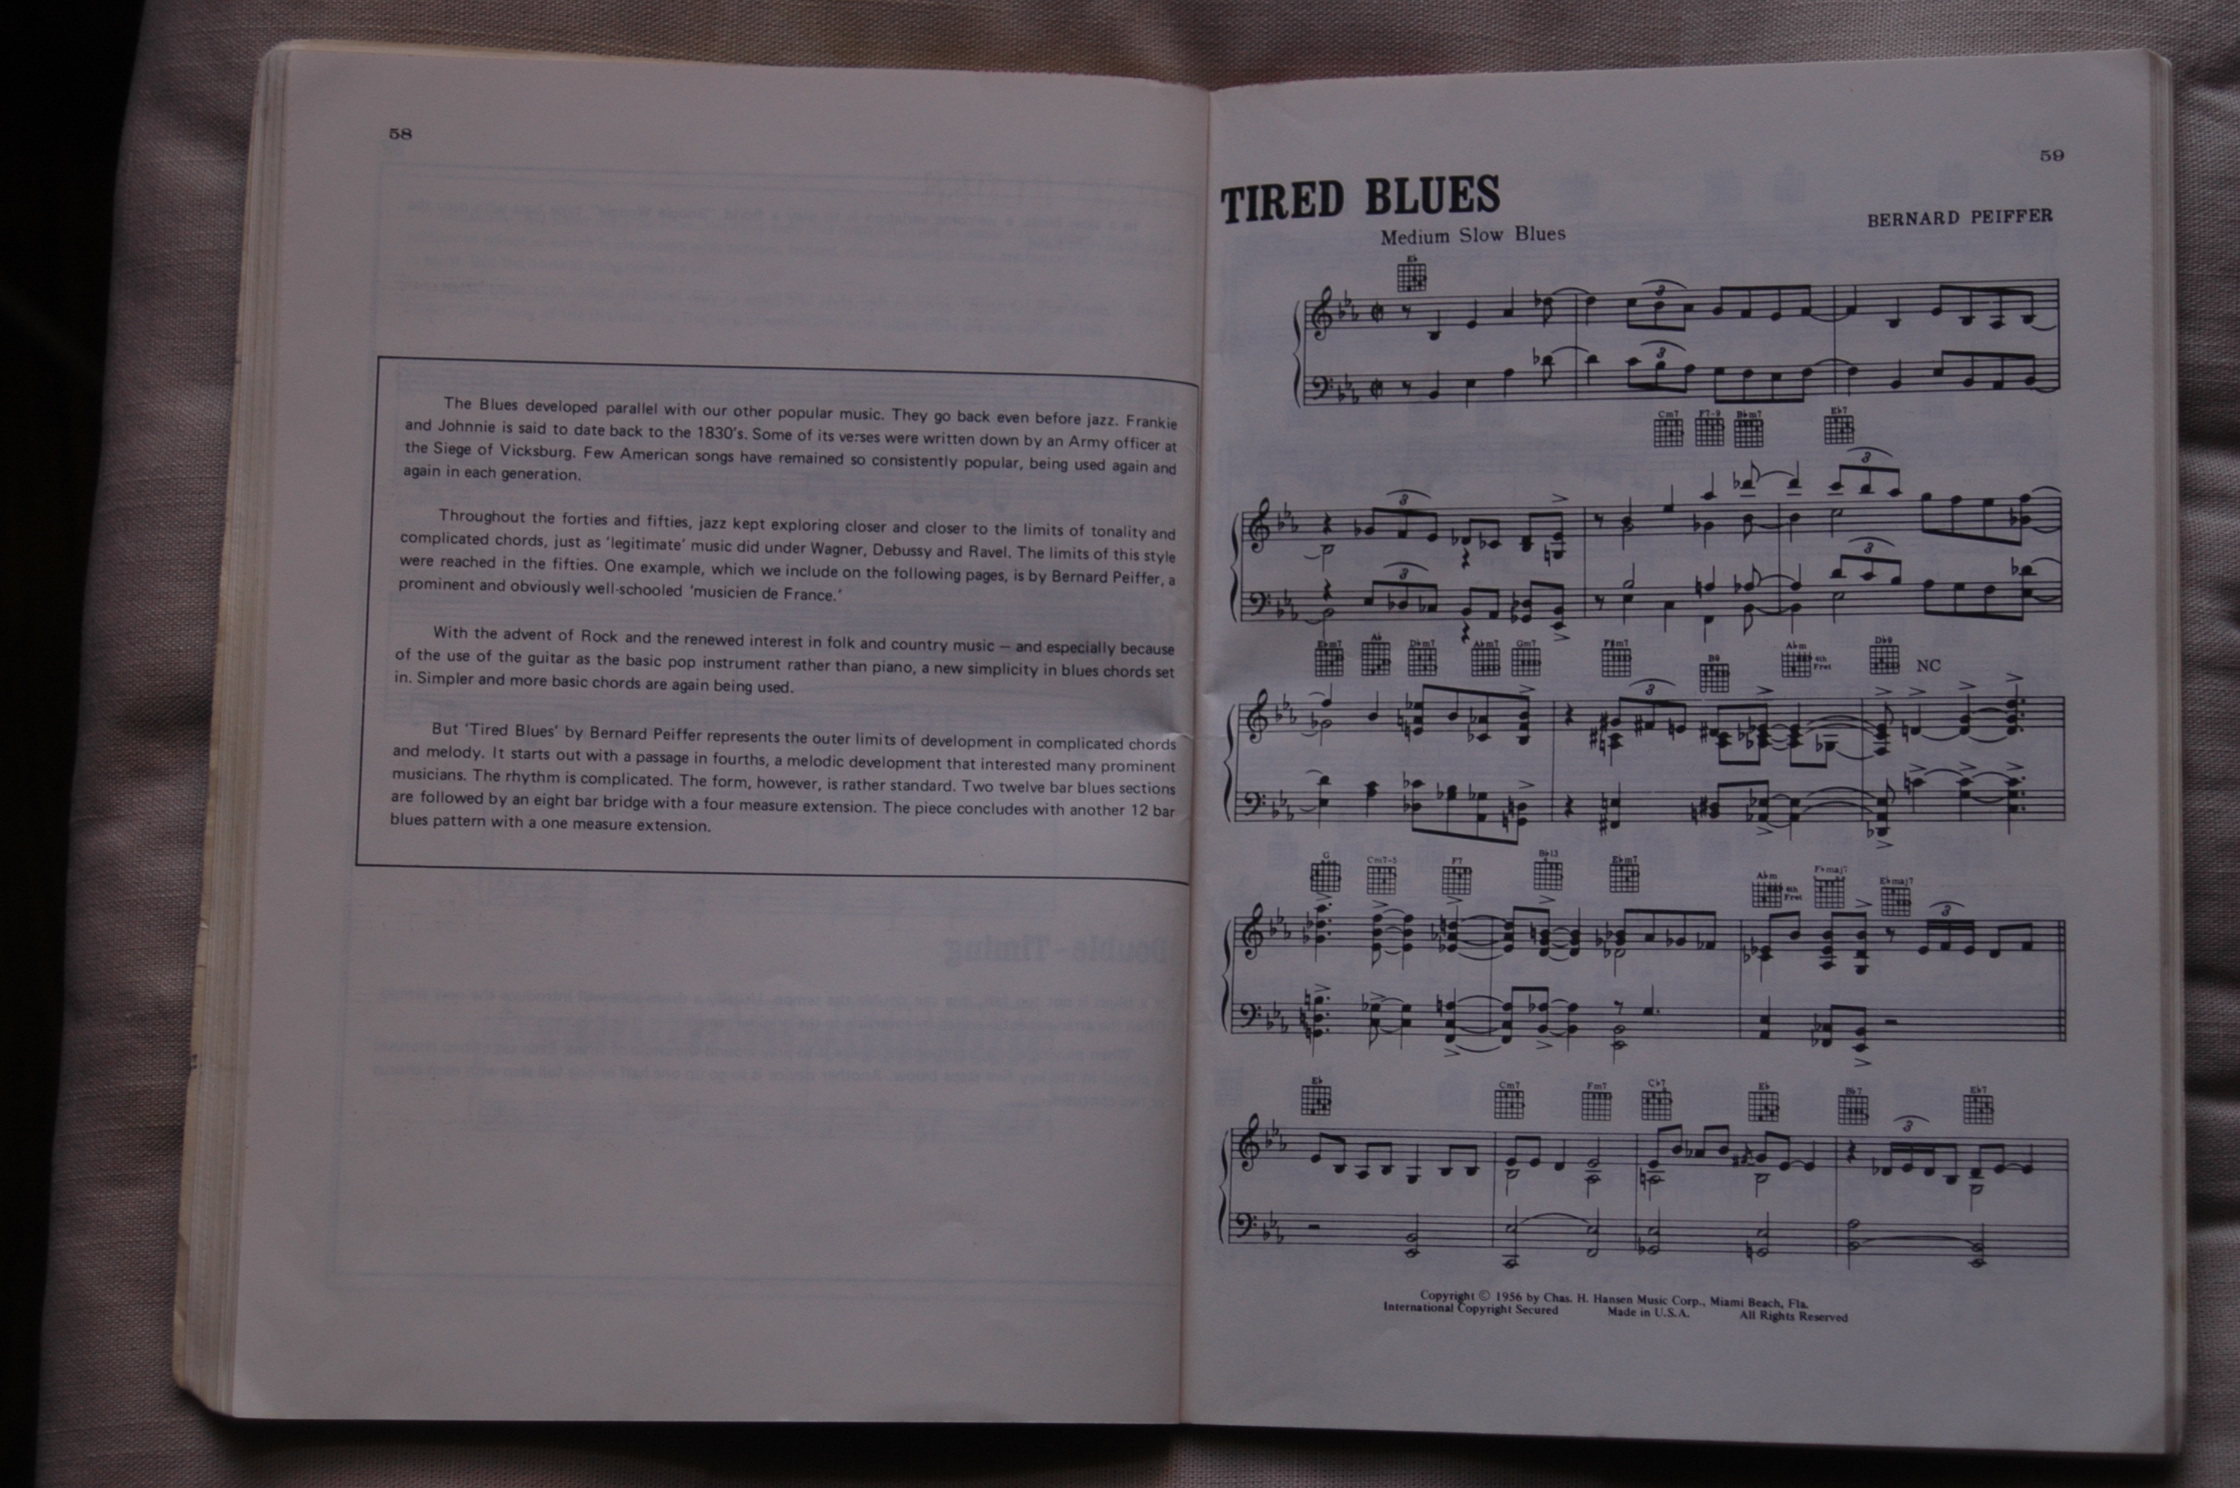 58
The Blues developed parallel with our other popular music. They go back even before jazz. Frankie
and Johnnie is said to date back to the 1830's. Some of its verses were written down by an Army officer at
the Siege of Vicksburg. Few American songs have remained so consistently popular, being used again and
again in each generation.
Throughout the forties and fifties, jazz kept exploring closer and closer to the limits of tonality and
complicated chords, just as 'legitimate' music did under Wagner, Debussy and Ravel. The limits of this style
were reached in the fifties. One example, which we include on the following pages, is by Bernard Peiffer, a
prominent and obviously well-schooled 'musicien de France.'
With the advent of Rock and the renewed interest in folk and country music — and especially because
of the use of the guitar as the basic pop instrument rather than piano, a new simplicity in blues chords set
in. Simpler and more basic chords are again being used.
But 'Tired Blues' by Bernard Peiffer represents the outer limits of development in complicated chords
and melody. It starts out with a passage in fourths, a melodic development that interested many prominent
musicians. The rhythm is complicated. The form, however, is rather standard. Two twelve bar blues sections
are followed by an eight bar bridge with a four measure extension. The piece concludes with another 12 bar
blues pattern with a one measure extension.
59
TIRED BLUES
BERNARD PEIFFER
Medium Slow Blues
E♭
3
3
Cm7 F7-9 B♭m7 E♭7
3 3
3 3
E♭m7 A♭ D♭m7 A♭m7 Gm7 F#m7 B9 A♭m 4th Fret D♭9 NC
3
G Cm7-5 F7 B♭13 E♭m7 A♭m 4th Fret F♭maj7 E♭maj7
3
E♭ Cm7 Fm7 C♭7 E♭ B♭7 E♭7
3
Copyright © 1956 by Chas. H. Hansen Music Corp., Miami Beach, Fla.
International Copyright Secured Made in U.S.A. All Rights Reserved